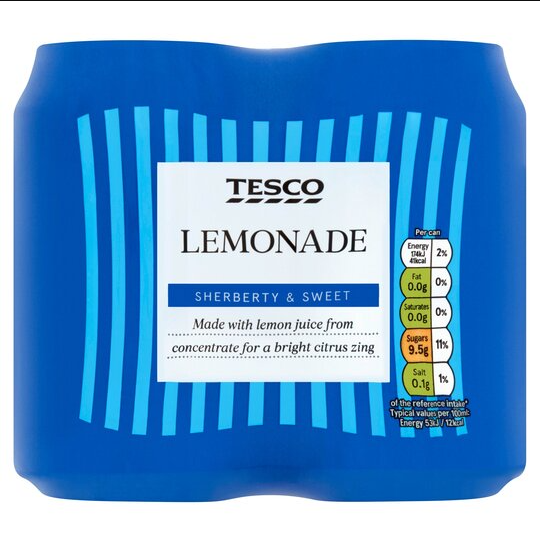 TESCO
LEMONADE
SHERBERTY & SWEET
Made with lemon juice from
concentrate for a bright citrus zing
Per can
Energy
174kJ
41kcal
2%
Fat
0.0g
0%
Saturates
0.0g
0%
Sugars
9.5g
11%
Salt
0.1g
1%
of the reference intake*
Typical values per 100ml:
Energy 53kJ / 12kcal